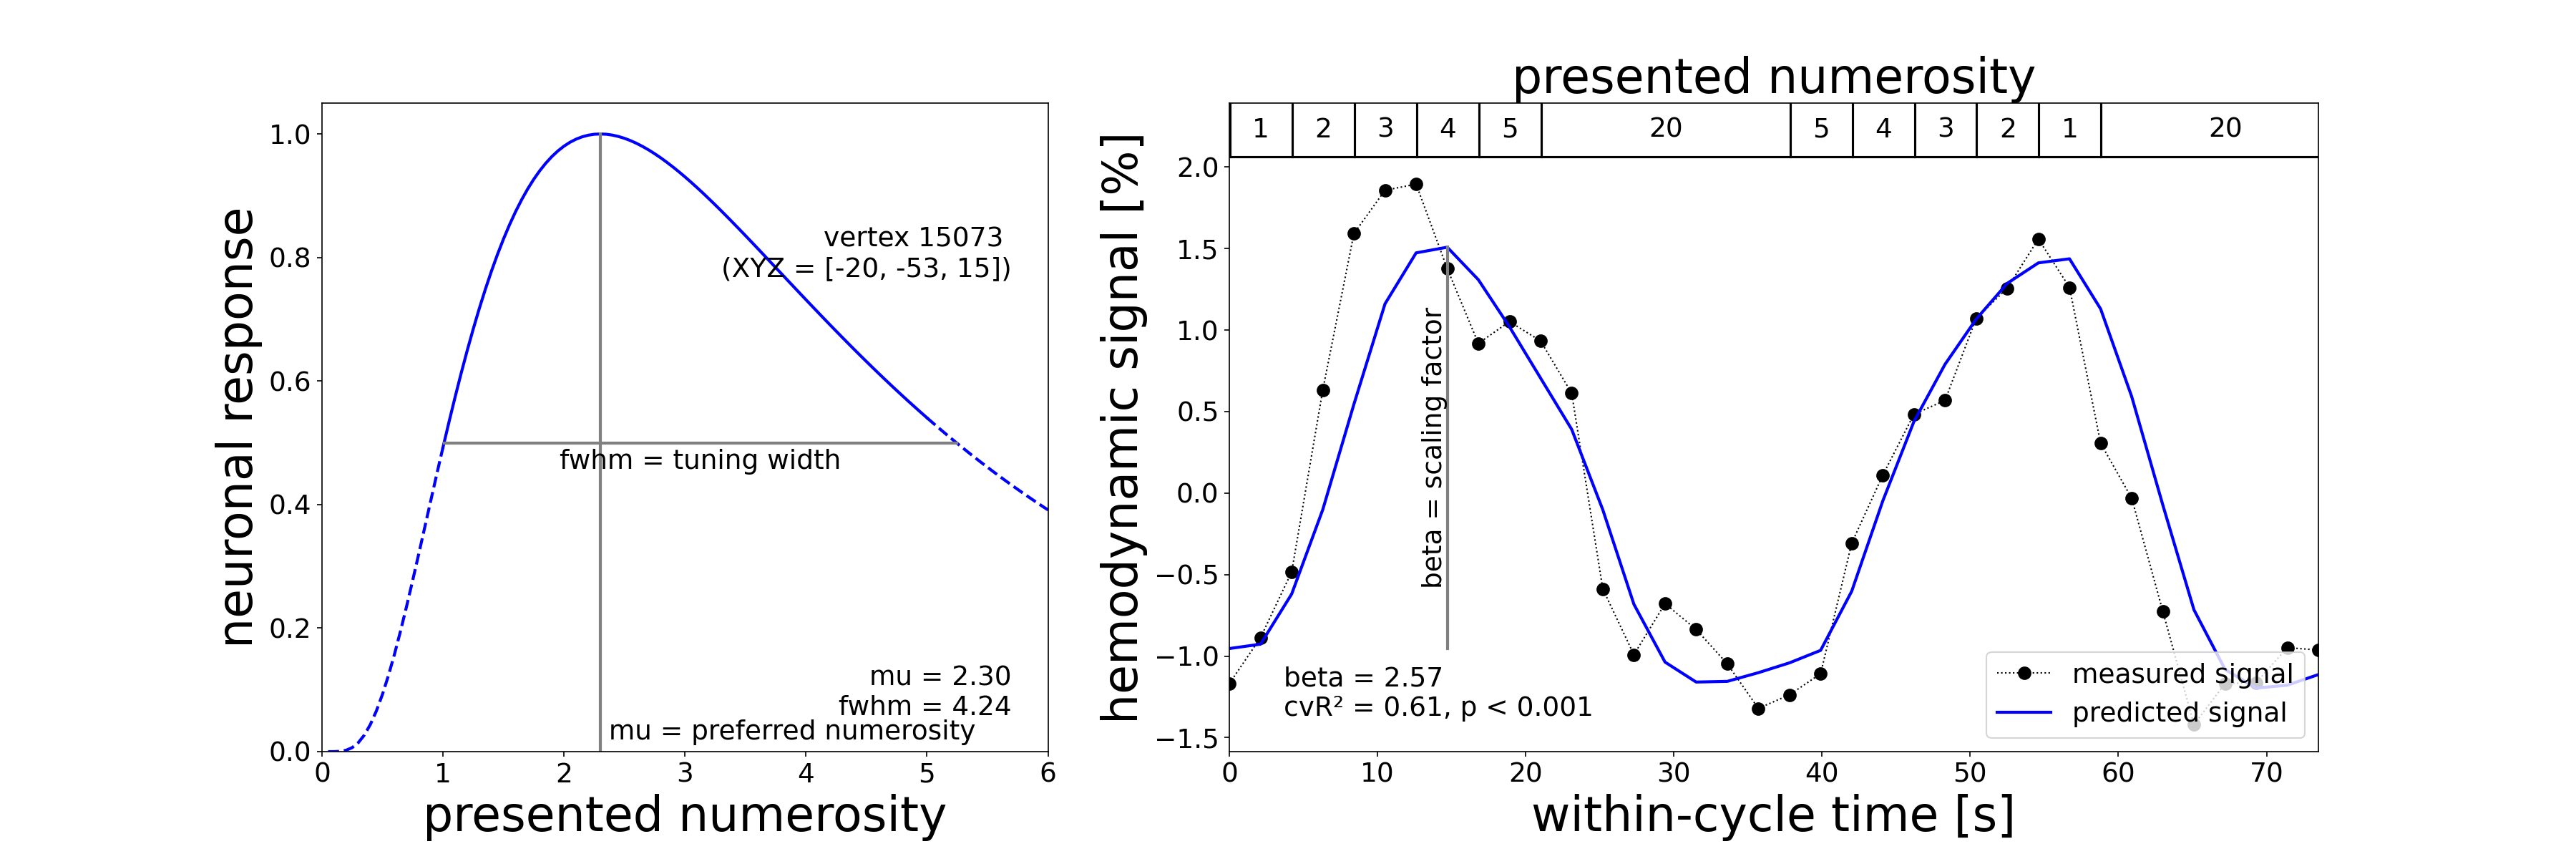 neuronal response
1.0
0.8
0.6
0.4
0.2
0.0
vertex 15073
(XYZ = [-20, -53, 15])
fwhm = tuning width
mu = 2.30
fwhm = 4.24
mu = preferred numerosity
0 1 2 3 4 5 6
presented numerosity
presented numerosity
1 2 3 4 5 20 5 4 3 2 1 20
hemodynamic signal [%]
2.0
1.5
1.0
0.5
0.0
−0.5
−1.0
−1.5
beta = scaling factor
beta = 2.57
cvR² = 0.61, p < 0.001
measured signal
predicted signal
0 10 20 30 40 50 60 70
within-cycle time [s]